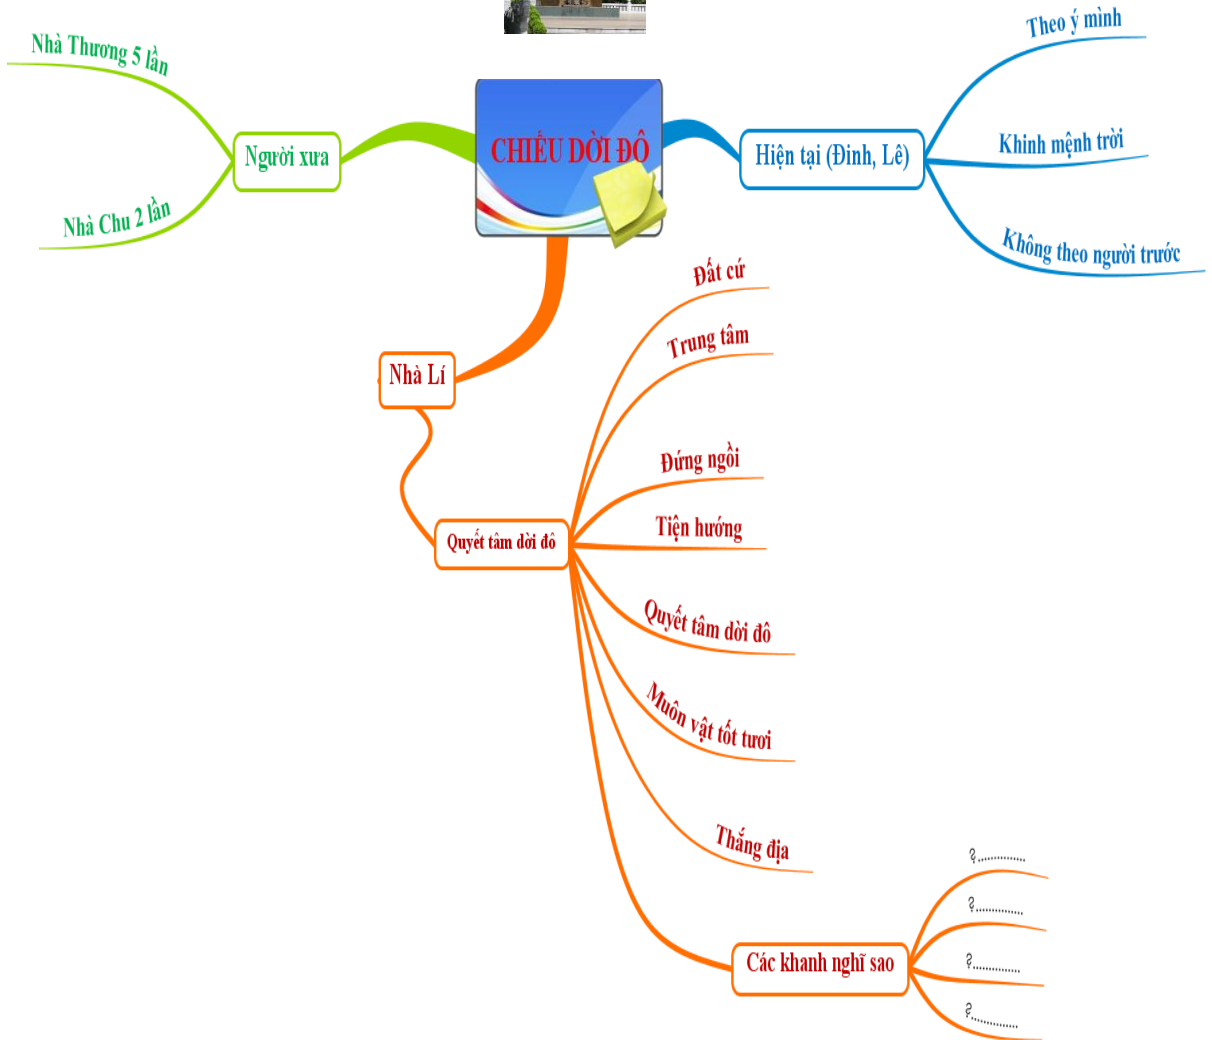 CHIẾU DỜI ĐÔ
Người xưa
Nhà Thương 5 lần
Nhà Chu 2 lần
Hiện tại (Đinh, Lê)
Theo ý mình
Khinh mệnh trời
Không theo người trước
Nhà Lí
Quyết tâm dời đô
Đất cứ
Trung tâm
Đứng ngồi
Tiện hướng
Quyết tâm dời đô
Muôn vật tốt tươi
Thắng địa
Các khanh nghĩ sao
?..............
?..............
?..............
?..............